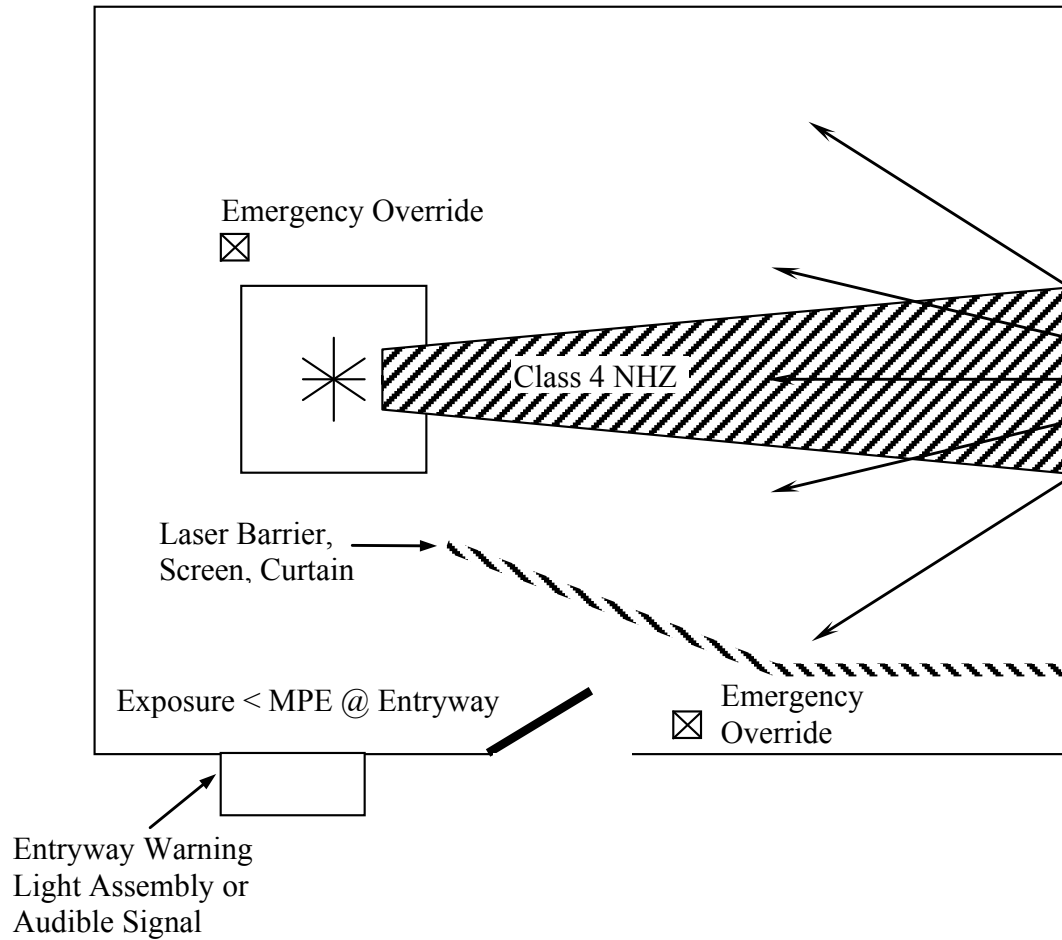 Emergency Override
Class 4 NHZ
Laser Barrier,
Screen, Curtain
Exposure < MPE @ Entryway
Emergency
Override
Entryway Warning
Light Assembly or
Audible Signal